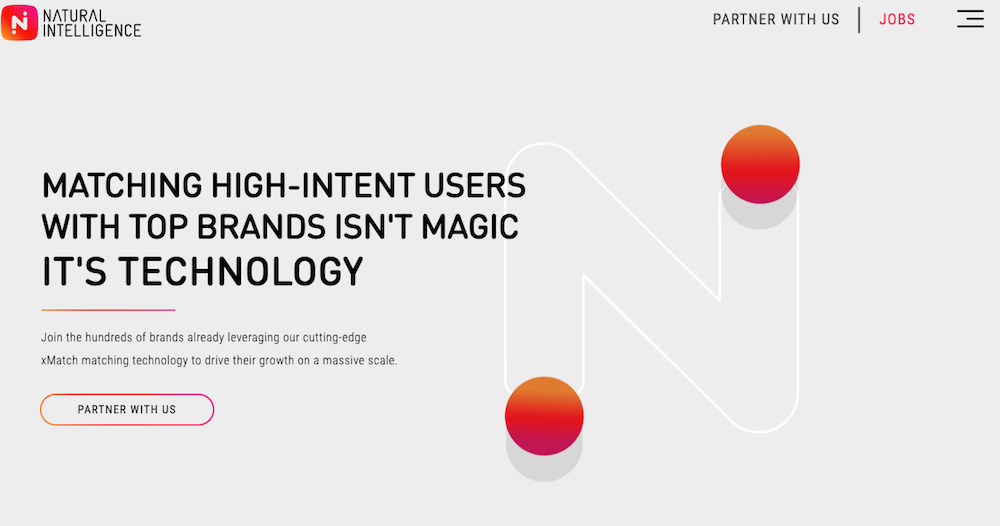 NATURAL
INTELLIGENCE
PARTNER WITH US
JOBS
MATCHING HIGH-INTENT USERS
WITH TOP BRANDS ISN'T MAGIC
IT'S TECHNOLOGY
Join the hundreds of brands already leveraging our cutting-edge
xMatch matching technology to drive their growth on a massive scale.
PARTNER WITH US